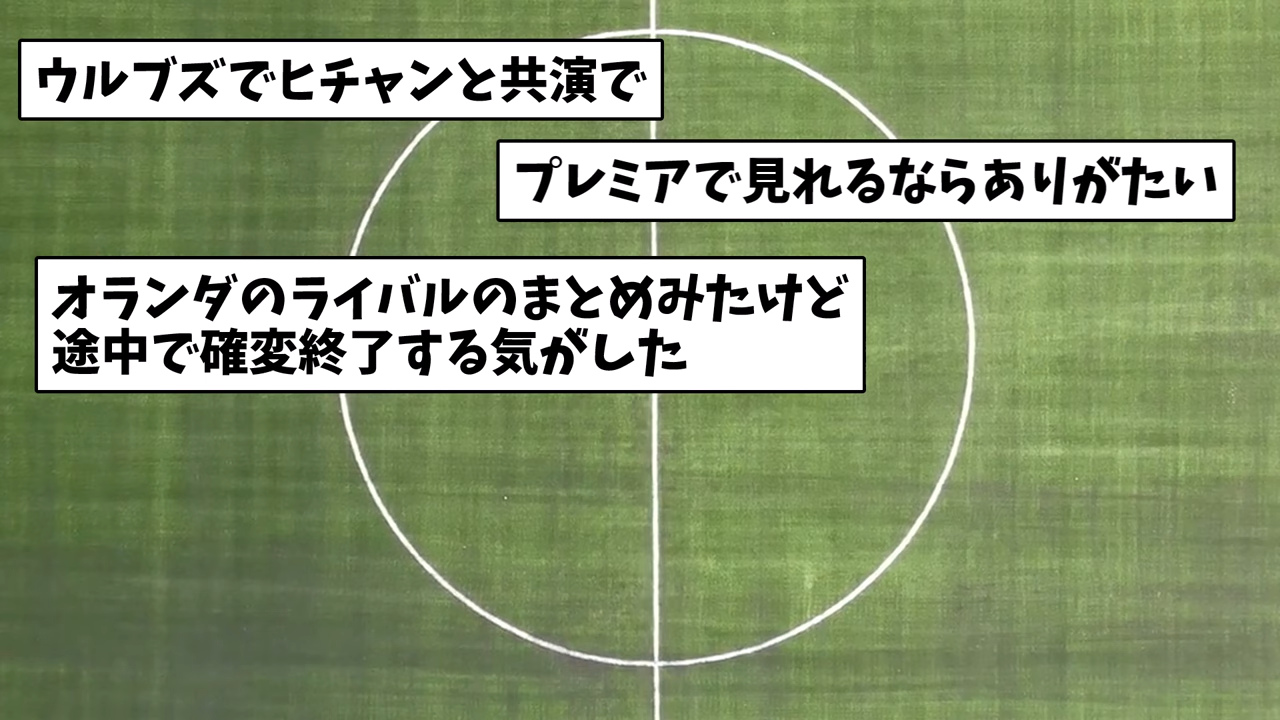 ウルブズでヒチャンと共演で
プレミアで見れるならありがたい
オランダのライバルのまとめみたけど
途中で確変終了する気がした